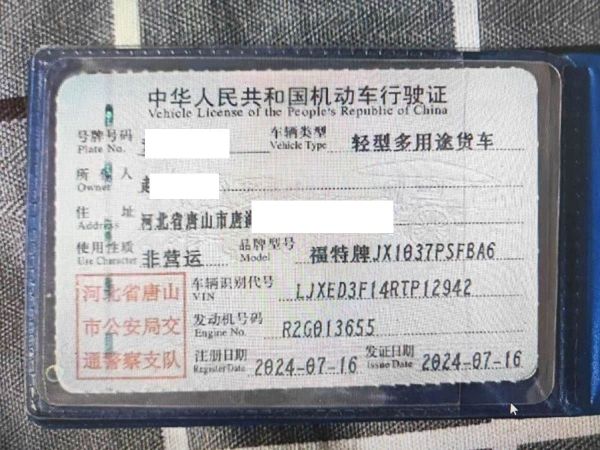 中华人民共和国机动车行驶证
Vehicle License of the People's Republic of China
号牌号码 车辆类型 轻型多用途货车
Plate No. Vehicle Type
所有人 赵
Owner
住址 河北省唐山市唐海
Address
使用性质 非营运 品牌型号 福特牌JX1037PSFBA6
Use Character Model
河北省唐山 车辆识别代号 LJXED3F14RTP12942
VIN
市公安局交 发动机号码 R2G013655
Engine No.
通警察支队 注册日期 2024-07-16 发证日期 2024-07-16
Register Date Issue Date